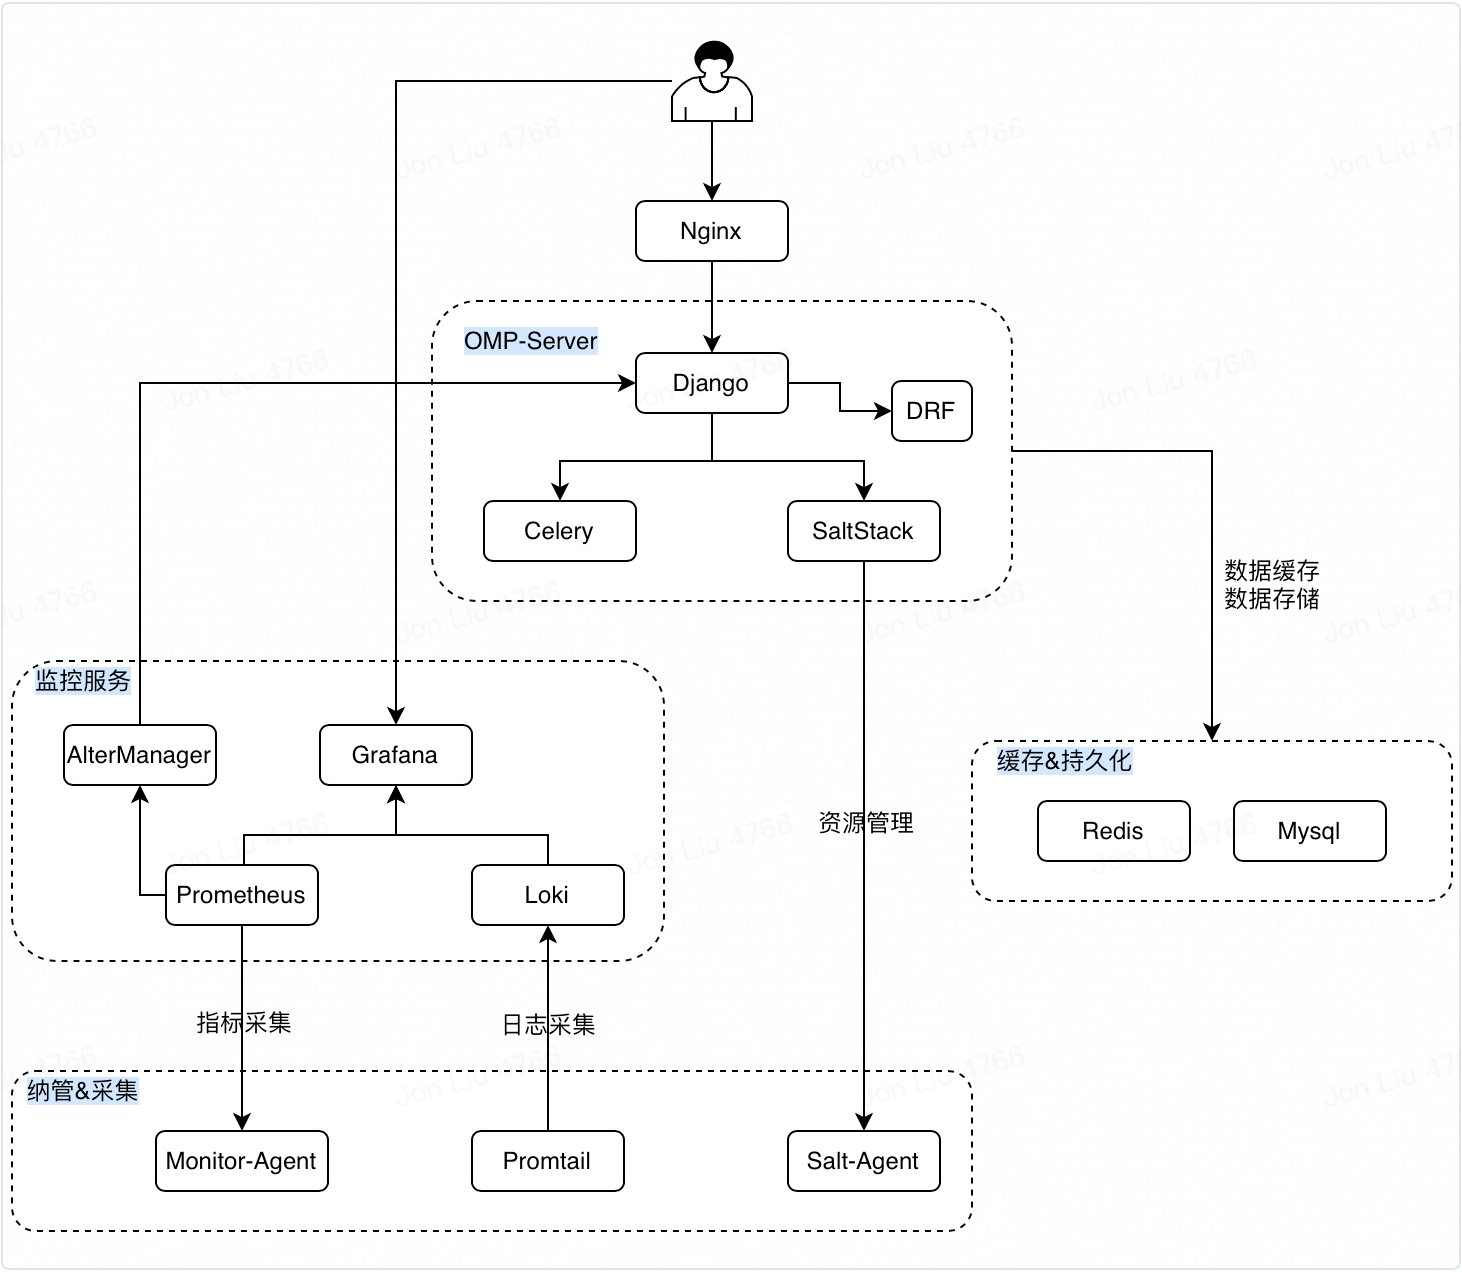 Nginx
OMP-Server
Django
DRF
Celery
SaltStack
数据缓存
数据存储
监控服务
AlterManager
Grafana
缓存&持久化
Redis
Mysql
资源管理
Prometheus
Loki
指标采集
日志采集
纳管&采集
Monitor-Agent
Promtail
Salt-Agent
Jon Liu 4766